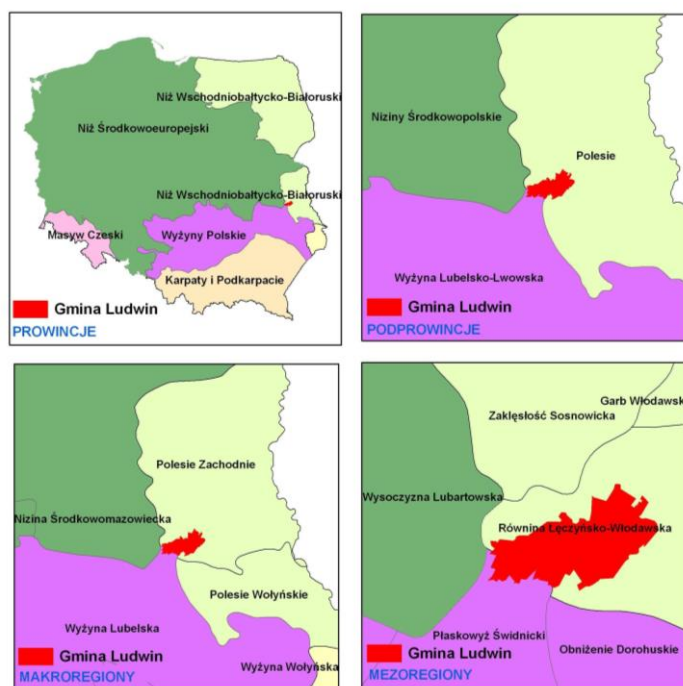 Niż Wschodniobałtycko-Białoruski
Niż Środkowoeuropejski
Niż Wschodniobałtycko-Białoruski
Masyw Czeski
Wyżyny Polskie
Karpaty i Podkarpacie
Gmina Ludwin
PROWINCJE
Niziny Środkowopolskie
Polesie
Wyżyna Lubelsko-Lwowska
Gmina Ludwin
PODPROWINCJE
Polesie Zachodnie
Nizina Środkowomazowiecka
Polesie Wołyńskie
Wyżyna Lubelska
Gmina Ludwin
Wyżyna Wołyńska
MAKROREGIONY
Garb Włodawsk
Zaklęsłość Sosnowicka
Wysoczyzna Lubartowska
Równina Łęczyńsko-Włodawska
Płaskowyż Świdnicki
Obniżenie Dorohuskie
Gmina Ludwin
MEZOREGIONY